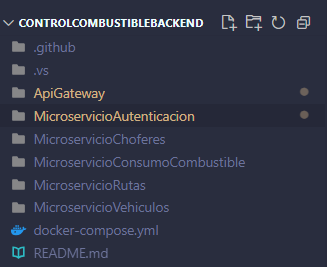 CONTROLCOMBUSTIBLEBACKEND
.github
.vs
ApiGateway
MicroservicioAutenticacion
MicroservicioChoferes
MicroservicioConsumoCombustible
MicroservicioRutas
MicroservicioVehiculos
docker-compose.yml
README.md